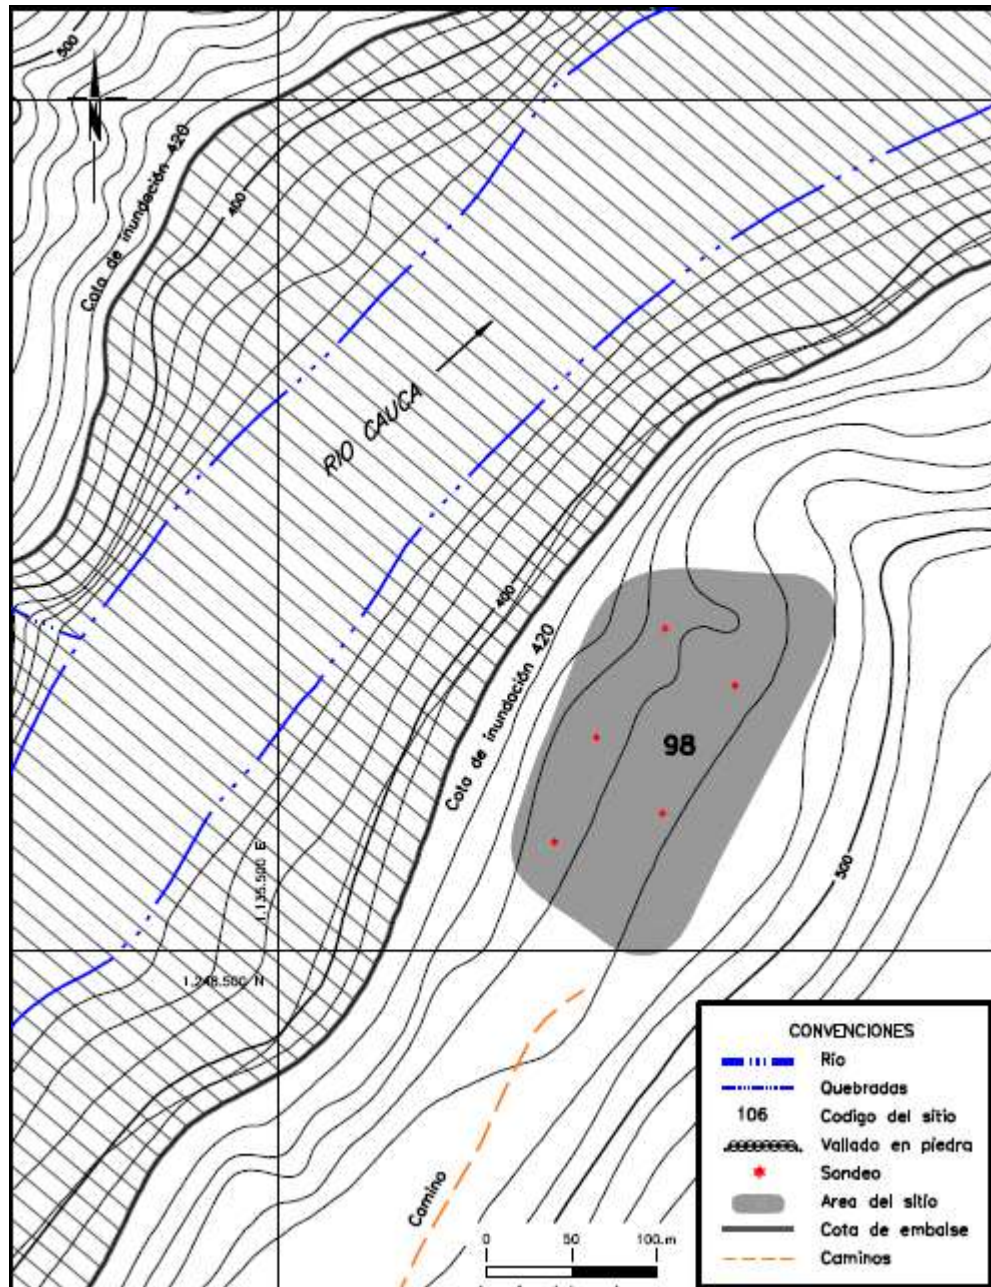 500
Cota de inundación 420
400
RIO CAUCA
400
Cota de inundación 420
98
500
1.135.500 E
1.248.500 N
Camino
0 50 100.m
CONVENCIONES
Río
Quebradas
106 Codigo del sitio
Vallado en piedra
Sondeo
Area del sitio
Cota de embalse
Caminos